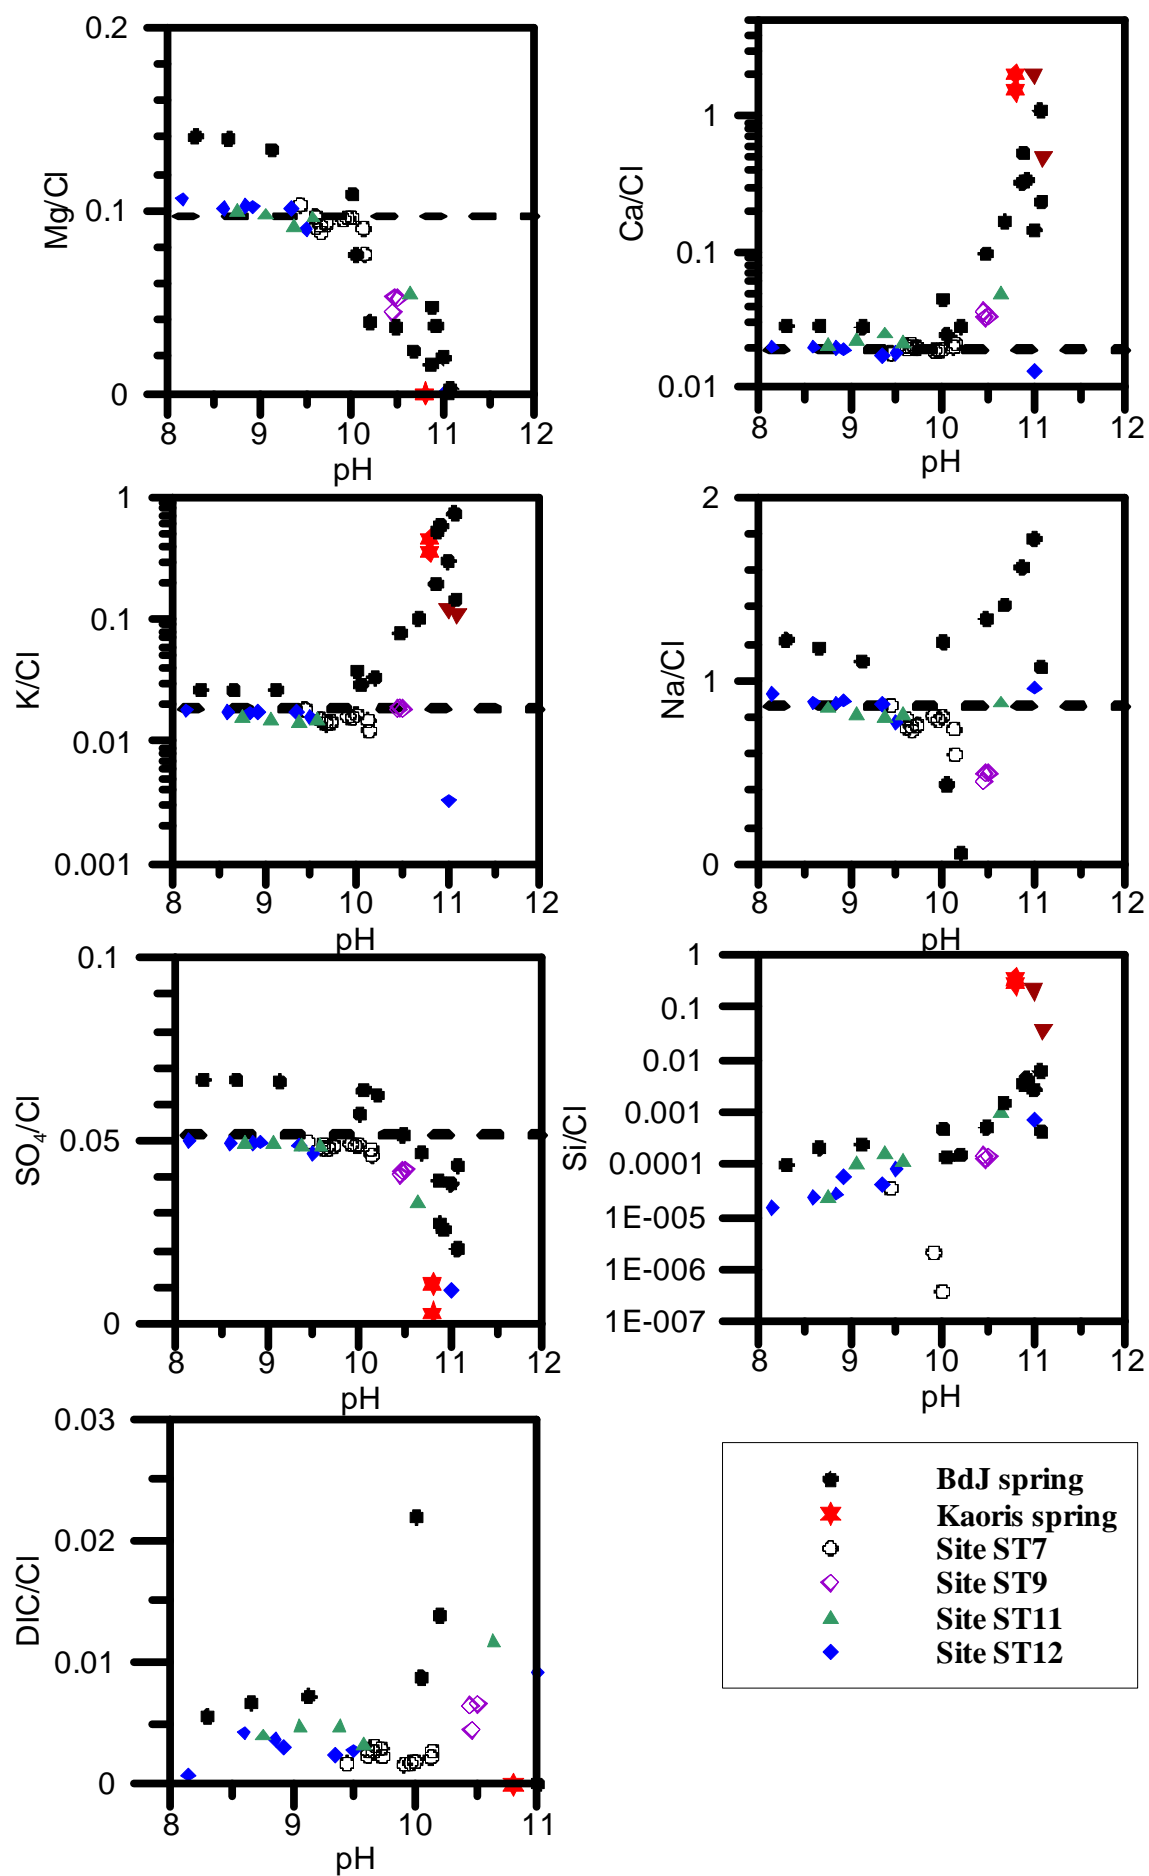 0.2
0.1
0
Mg/Cl
8 9 10 11 12
pH
1
0.1
0.01
Ca/Cl
8 9 10 11 12
pH
1
0.1
0.01
0.001
K/Cl
8 9 10 11 12
pH
2
1
0
Na/Cl
8 9 10 11 12
pH
0.1
0.05
0
SO₄/Cl
8 9 10 11 12
pH
1
0.1
0.01
0.001
0.0001
1E-005
1E-006
1E-007
Si/Cl
8 9 10 11 12
pH
0.03
0.02
0.01
0
DIC/Cl
8 9 10 11
pH
BdJ spring
Kaoris spring
Site ST7
Site ST9
Site ST11
Site ST12